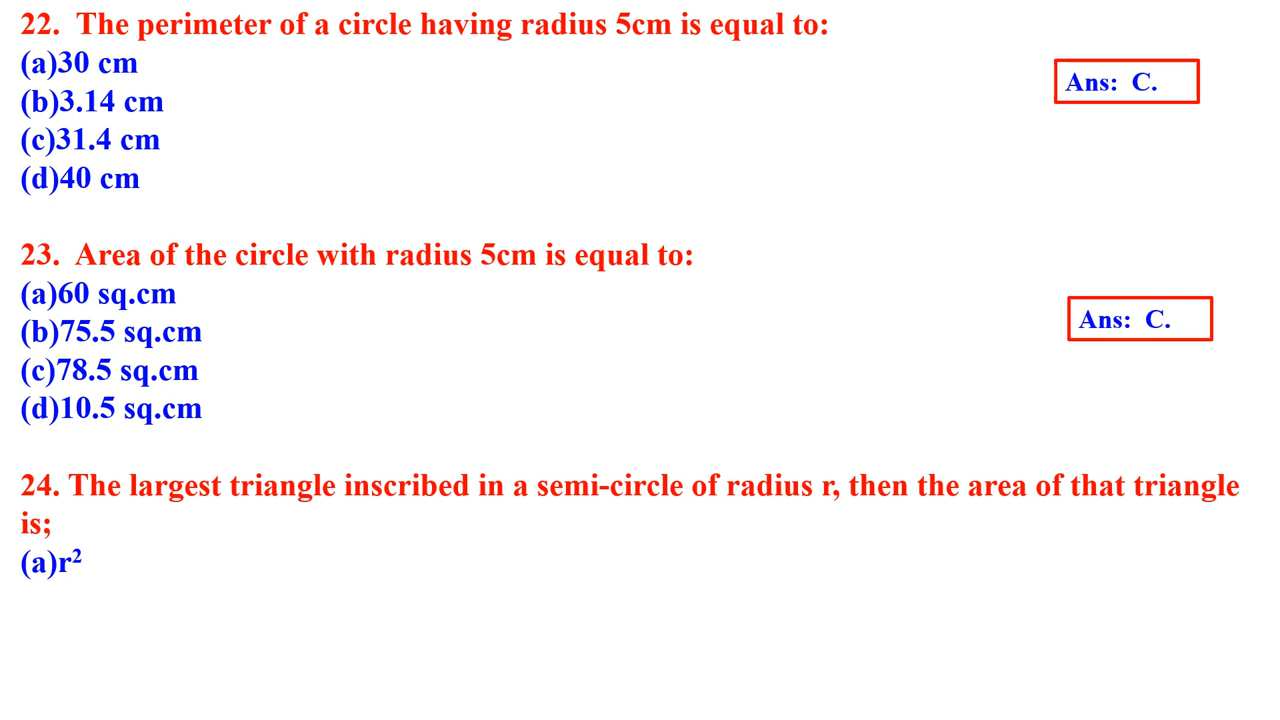 22.  The perimeter of a circle having radius 5cm is equal to:
(a)30 cm
Ans:  C.
(b)3.14 cm
(c)31.4 cm
(d)40 cm
23.  Area of the circle with radius 5cm is equal to:
(a)60 sq.cm
Ans:  C.
(b)75.5 sq.cm
(c)78.5 sq.cm
(d)10.5 sq.cm
24. The largest triangle inscribed in a semi-circle of radius r, then the area of that triangle
is;
(a)r²